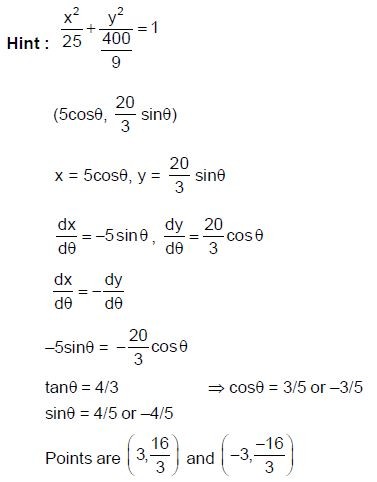 Hint : x²/25 + y²/(400/9) = 1
(5cosθ, 20/3 sinθ)
x = 5cosθ, y = 20/3 sinθ
dx/dθ = –5 sinθ , dy/dθ = 20/3 cosθ
dx/dθ = – dy/dθ
–5sinθ = – 20/3 cosθ
tanθ = 4/3 ⇒ cosθ = 3/5 or –3/5
sinθ = 4/5 or –4/5
Points are (3, 16/3) and (–3, –16/3)